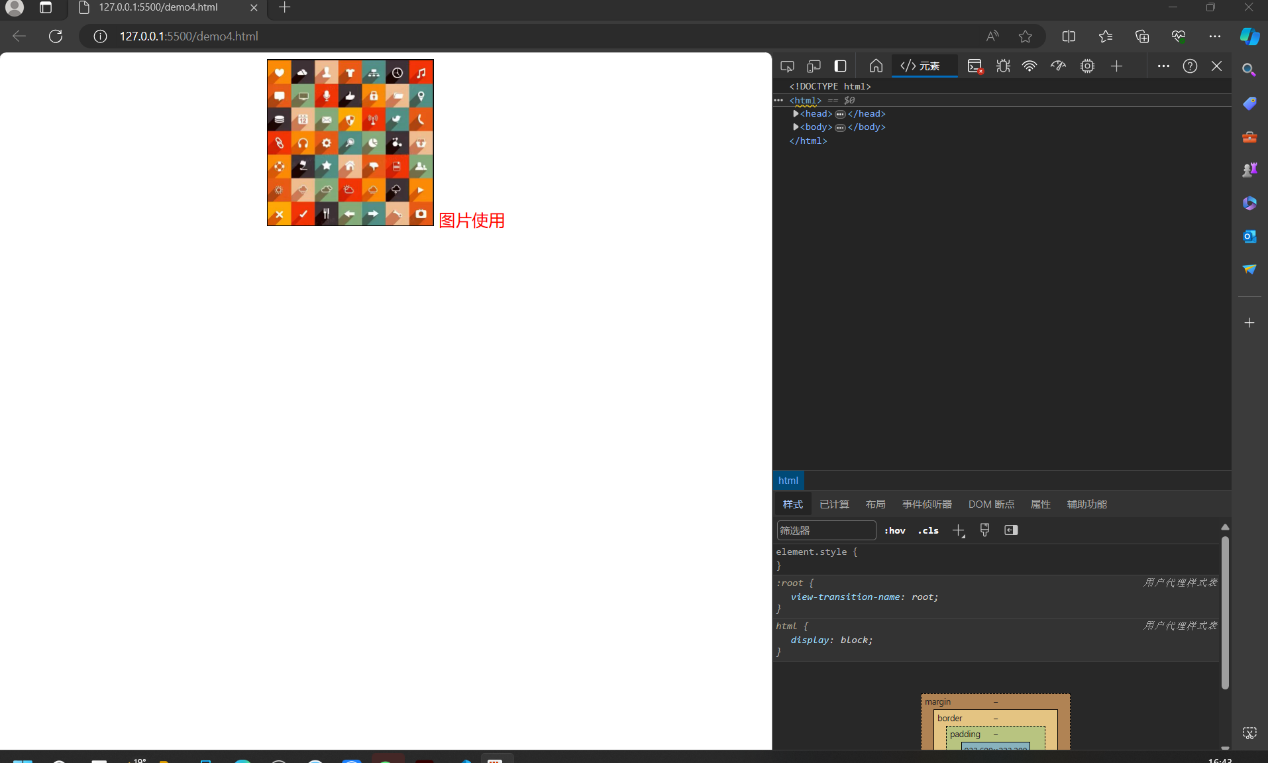 127.0.0.1:5500/demo4.html
127.0.0.1:5500/demo4.html
图片使用
元素
<!DOCTYPE html>
<html> == $0
<head> </head>
<body> </body>
</html>
html
样式 已计算 布局 事件侦听器 DOM 断点 属性 辅助功能
筛选器 :hov .cls
element.style {
}
:root { 用户代理样式表
view-transition-name: root;
}
html { 用户代理样式表
display: block;
}
margin –
border –
padding –
16:43